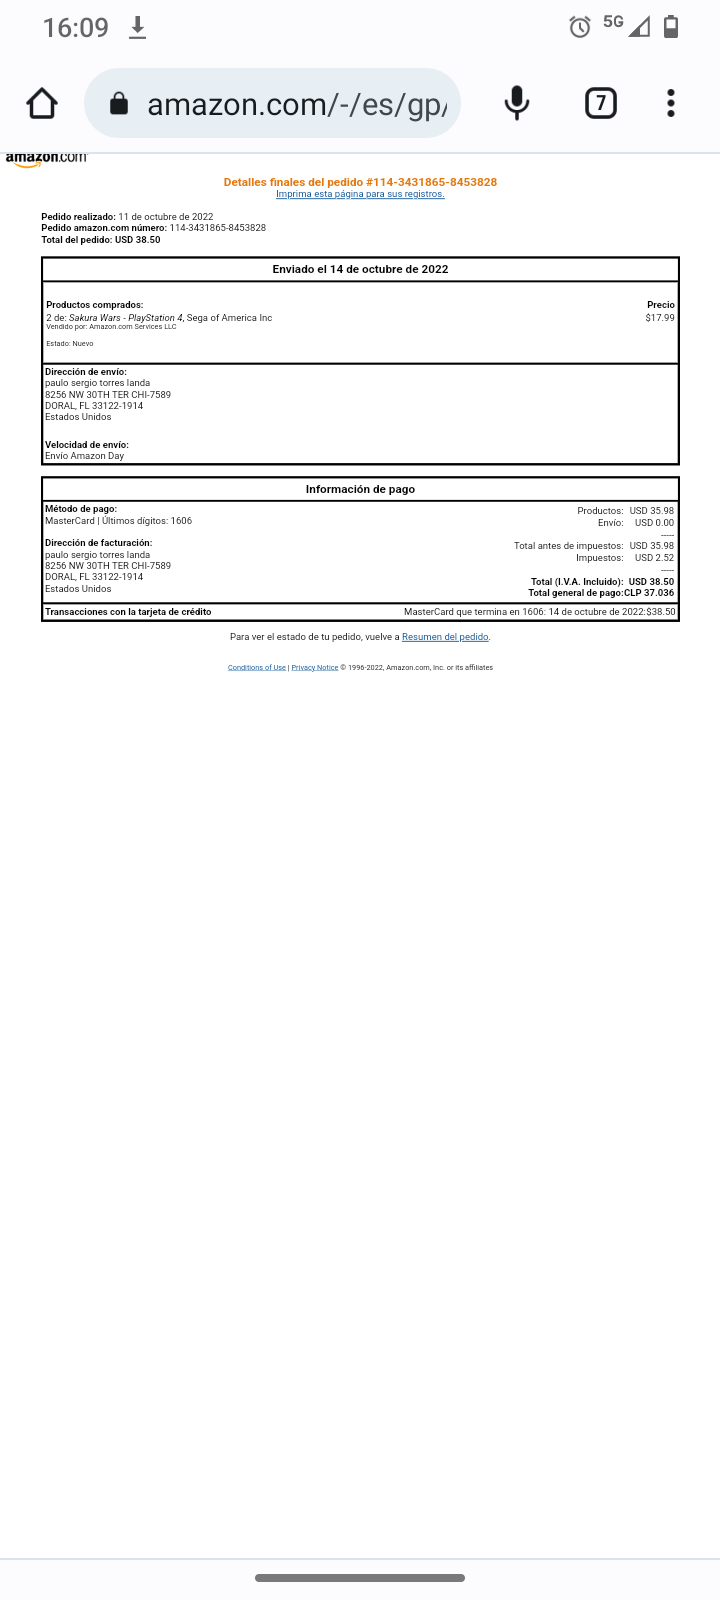 16:09
5G
amazon.com/-/es/gp/
7
amazon.com
Detalles finales del pedido #114-3431865-8453828
Imprima esta página para sus registros.
Pedido realizado: 11 de octubre de 2022
Pedido amazon.com número: 114-3431865-8453828
Total del pedido: USD 38.50
Enviado el 14 de octubre de 2022
Productos comprados: Precio
2 de: Sakura Wars - PlayStation 4, Sega of America Inc $17.99
Vendido por: Amazon.com Services LLC
Estado: Nuevo
Dirección de envío:
paulo sergio torres landa
8256 NW 30TH TER CHI-7589
DORAL, FL 33122-1914
Estados Unidos
Velocidad de envío:
Envío Amazon Day
Información de pago
Método de pago:
MasterCard | Últimos dígitos: 1606
Dirección de facturación:
paulo sergio torres landa
8256 NW 30TH TER CHI-7589
DORAL, FL 33122-1914
Estados Unidos
Productos: USD 35.98
Envío: USD 0.00
-----
Total antes de impuestos: USD 35.98
Impuestos: USD 2.52
-----
Total (I.V.A. Incluido): USD 38.50
Total general de pago:CLP 37.036
Transacciones con la tarjeta de crédito MasterCard que termina en 1606: 14 de octubre de 2022:$38.50
Para ver el estado de tu pedido, vuelve a Resumen del pedido.
Conditions of Use | Privacy Notice © 1996-2022, Amazon.com, Inc. or its affiliates